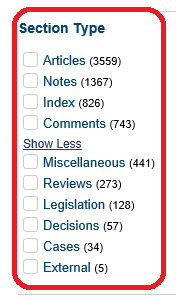 Section Type
Articles (3559)
Notes (1367)
Index (826)
Comments (743)
Show Less
Miscellaneous (441)
Reviews (273)
Legislation (128)
Decisions (57)
Cases (34)
External (5)